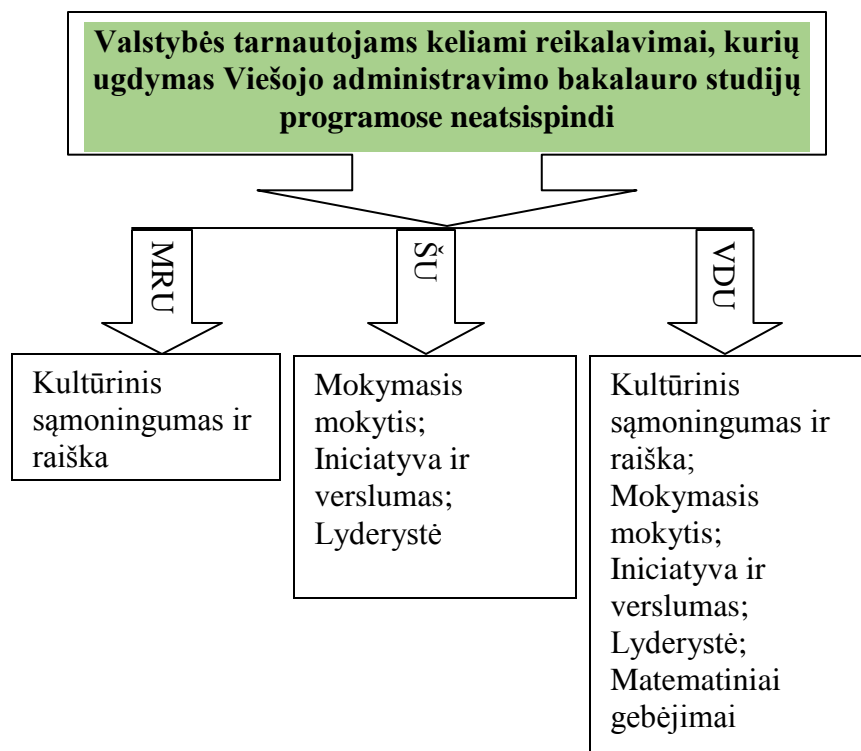 Valstybės tarnautojams keliami reikalavimai, kurių
ugdymas Viešojo administravimo bakalauro studijų
programose neatsispindi
MRU
ŠU
VDU
Kultūrinis
sąmoningumas ir
raiška
Mokymasis
mokytis;
Iniciatyva ir
verslumas;
Lyderystė
Kultūrinis
sąmoningumas ir
raiška;
Mokymasis
mokytis;
Iniciatyva ir
verslumas;
Lyderystė;
Matematiniai
gebėjimai